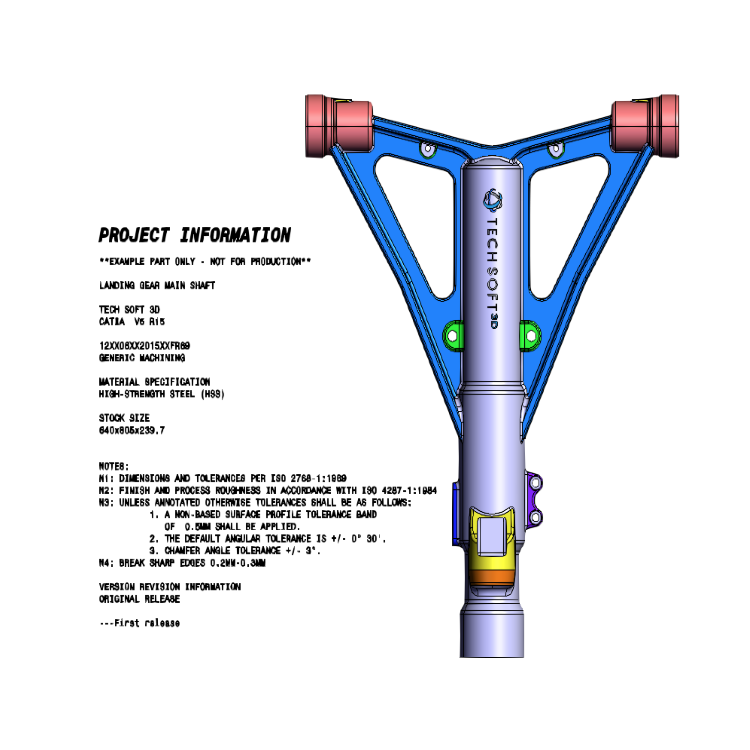 PROJECT INFORMATION
**EXAMPLE PART ONLY - NOT FOR PRODUCTION**
LANDING GEAR MAIN SHAFT
TECH SOFT 3D
CATIA V5 R15
12XX06XX2015XXFR69
GENERIC MACHINING
MATERIAL SPECIFICATION
HIGH-STRENGTH STEEL (HSS)
STOCK SIZE
640x805x239.7
NOTES:
N1: DIMENSIONS AND TOLERANCES PER ISO 2768-1:1989
N2: FINISH AND PROCESS ROUGHNESS IN ACCORDANCE WITH ISO 4287-1:1984
N3: UNLESS ANNOTATED OTHERWISE TOLERANCES SHALL BE AS FOLLOWS:
1. A NON-BASED SURFACE PROFILE TOLERANCE BAND
OF 0.5MM SHALL BE APPLIED.
2. THE DEFAULT ANGULAR TOLERANCE IS +/- 0° 30'.
3. CHAMFER ANGLE TOLERANCE +/- 3°.
N4: BREAK SHARP EDGES 0.2MM-0.3MM
VERSION REVISION INFORMATION
ORIGINAL RELEASE
---First release
TECH SOFT 3D